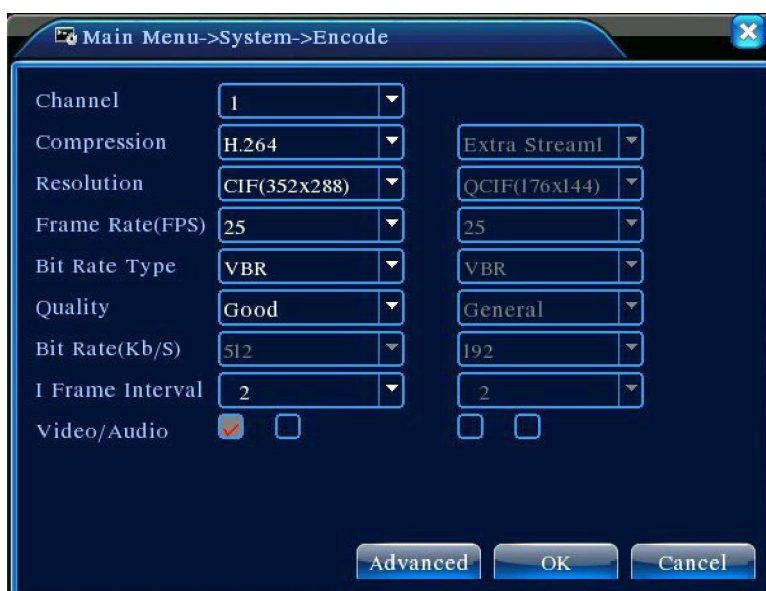 Main Menu->System->Encode
Channel 1
Compression H.264 Extra Stream1
Resolution CIF(352x288) QCIF(176x144)
Frame Rate(FPS) 25 25
Bit Rate Type VBR VBR
Quality Good General
Bit Rate(Kb/S) 512 192
I Frame Interval 2 2
Video/Audio
Advanced OK Cancel